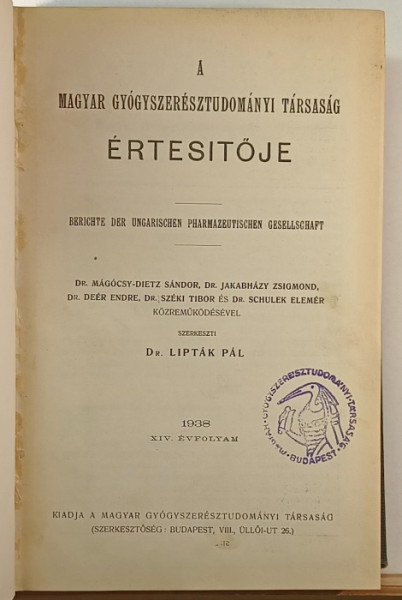 A
MAGYAR GYÓGYSZERÉSZTUDOMÁNYI TÁRSASÁG
ÉRTESITŐJE
BERICHTE DER UNGARISCHEN PHARMAZEUTISCHEN GESELLSCHAFT
DR. MÁGÓCSY-DIETZ SÁNDOR, DR. JAKABHÁZY ZSIGMOND,
DR. DEÉR ENDRE, DR. SZÉKI TIBOR ÉS DR. SCHULEK ELEMÉR
KÖZREMŰKÖDÉSÉVEL
SZERKESZTI
DR. LIPTÁK PÁL
1938
XIV. ÉVFOLYAM
MAGYAR·GYÓGYSZERÉSZTUDOMÁNYI·TÁRSASÁG
BUDAPEST
KIADJA A MAGYAR GYÓGYSZERÉSZTUDOMÁNYI TÁRSASÁG
(SZERKESZTŐSÉG: BUDAPEST, VIII., ÜLLŐI-UT 26.)